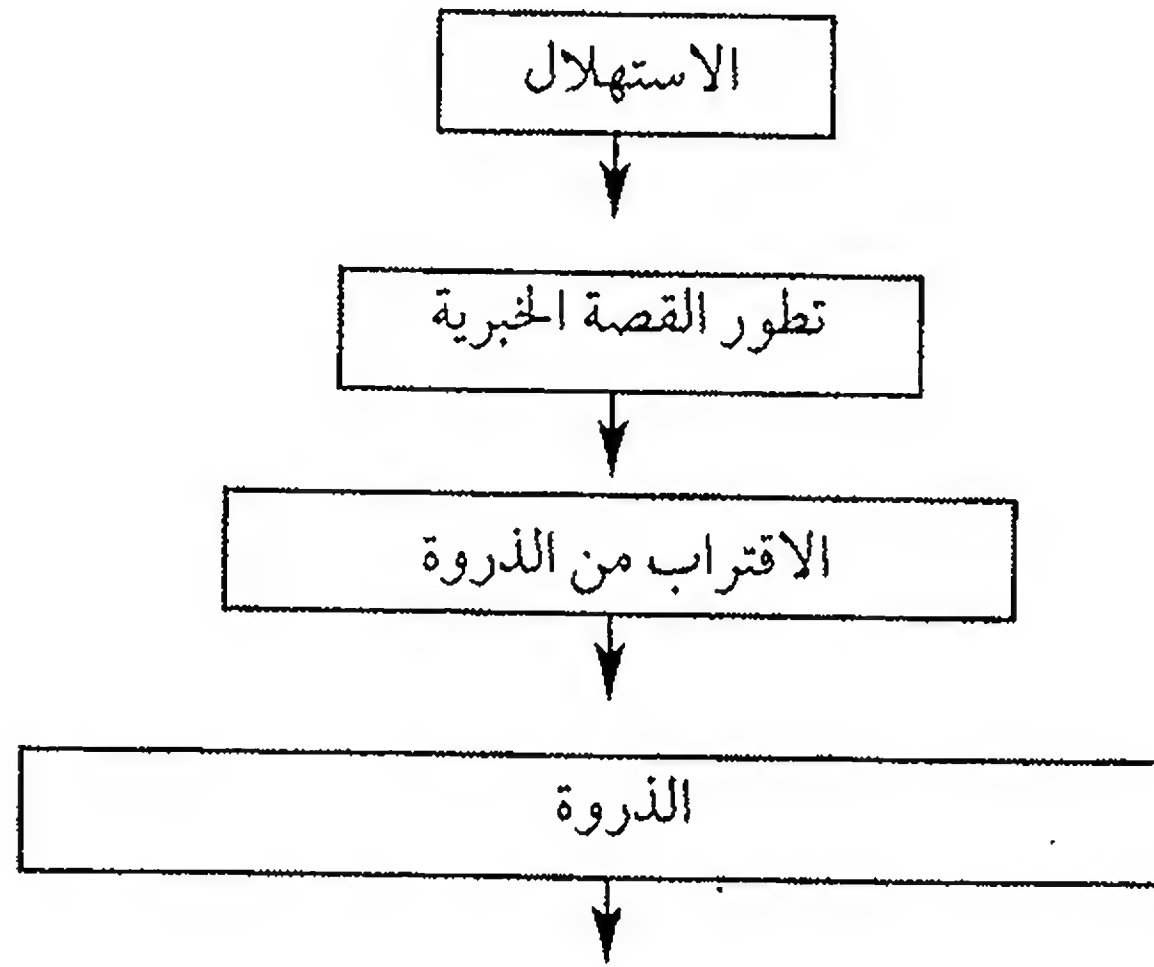 الاستهلال
تطور القصة الخبرية
الاقتراب من الذروة
الذروة